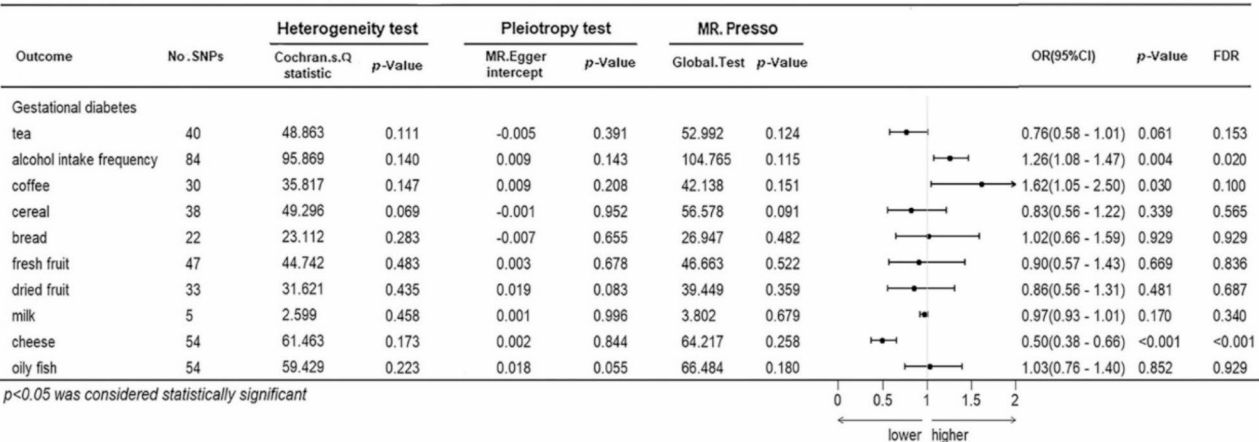 Heterogeneity test Pleiotropy test MR. Presso
Outcome No.SNPs Cochran.s.Q statistic p-Value MR.Egger intercept p-Value Global.Test p-Value OR(95%CI) p-Value FDR
Gestational diabetes
tea 40 48.863 0.111 -0.005 0.391 52.992 0.124 0.76(0.58 - 1.01) 0.061 0.153
alcohol intake frequency 84 95.869 0.140 0.009 0.143 104.765 0.115 1.26(1.08 - 1.47) 0.004 0.020
coffee 30 35.817 0.147 0.009 0.208 42.138 0.151 1.62(1.05 - 2.50) 0.030 0.100
cereal 38 49.296 0.069 -0.001 0.952 56.578 0.091 0.83(0.56 - 1.22) 0.339 0.565
bread 22 23.112 0.283 -0.007 0.655 26.947 0.482 1.02(0.66 - 1.59) 0.929 0.929
fresh fruit 47 44.742 0.483 0.003 0.678 46.663 0.522 0.90(0.57 - 1.43) 0.669 0.836
dried fruit 33 31.621 0.435 0.019 0.083 39.449 0.359 0.86(0.56 - 1.31) 0.481 0.687
milk 5 2.599 0.458 0.001 0.996 3.802 0.679 0.97(0.93 - 1.01) 0.170 0.340
cheese 54 61.463 0.173 0.002 0.844 64.217 0.258 0.50(0.38 - 0.66) <0.001 <0.001
oily fish 54 59.429 0.223 0.018 0.055 66.484 0.180 1.03(0.76 - 1.40) 0.852 0.929
p<0.05 was considered statistically significant
0 0.5 1 1.5 2
lower higher